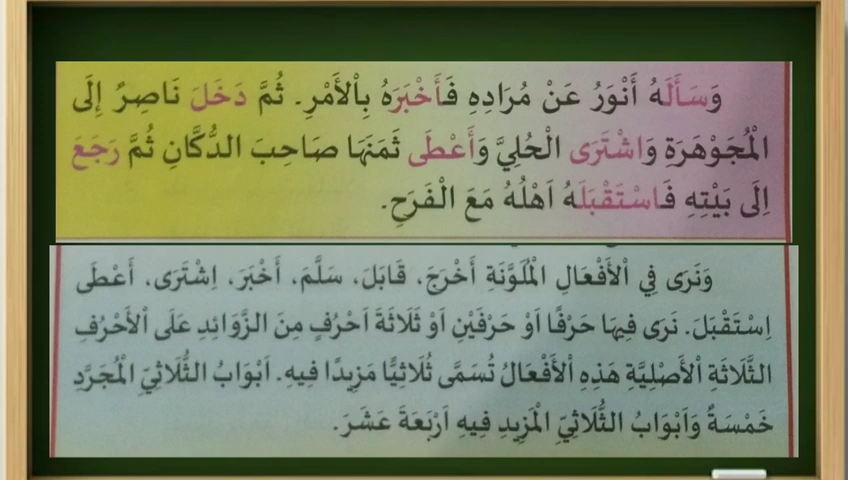 وَسَأَلَهُ أَنْوَرُ عَنْ مُرَادِهِ فَأَخْبَرَهُ بِالْأَمْرِ. ثُمَّ دَخَلَ نَاصِرٌ إِلَى
الْمُجَوْهَرَةِ وَاشْتَرَى الْحُلِيَّ وَأَعْطَى ثَمَنَهَا صَاحِبَ الدُّكَّانِ ثُمَّ رَجَعَ
اِلَى بَيْتِهِ فَاسْتَقْبَلَهُ اَهْلُهُ مَعَ الْفَرَحِ.
وَنَرَى فِي الْأَفْعَالِ الْمُلَوَّنَةِ أَخْرَجَ، قَابَلَ، سَلَّمَ، أَخْبَرَ، اِشْتَرَى، أَعْطَى
اِسْتَقْبَلَ. نَرَى فِيهَا حَرْفًا اَوْ حَرْفَيْنِ اَوْ ثَلَاثَةَ اَحْرُفٍ مِنَ الزَّوَائِدِ عَلَى الْأَحْرُفِ
الثَّلَاثَةِ الْأَصْلِيَّةِ هَذِهِ الْأَفْعَالُ تُسَمَّى ثُلَاثِيًّا مَزِيدًا فِيهِ. اَبْوَابُ الثُّلَاثِيِّ الْمُجَرَّدِ
خَمْسَةٌ وَاَبْوَابُ الثُّلَاثِيِّ الْمَزِيدِ فِيهِ اَرْبَعَةَ عَشَرَ.